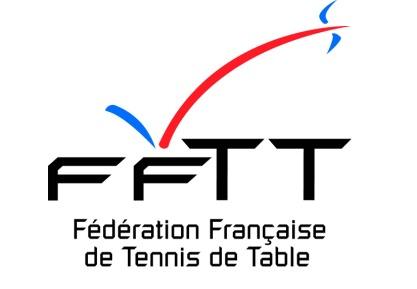 FFTT
Fédération Française
de Tennis de Table